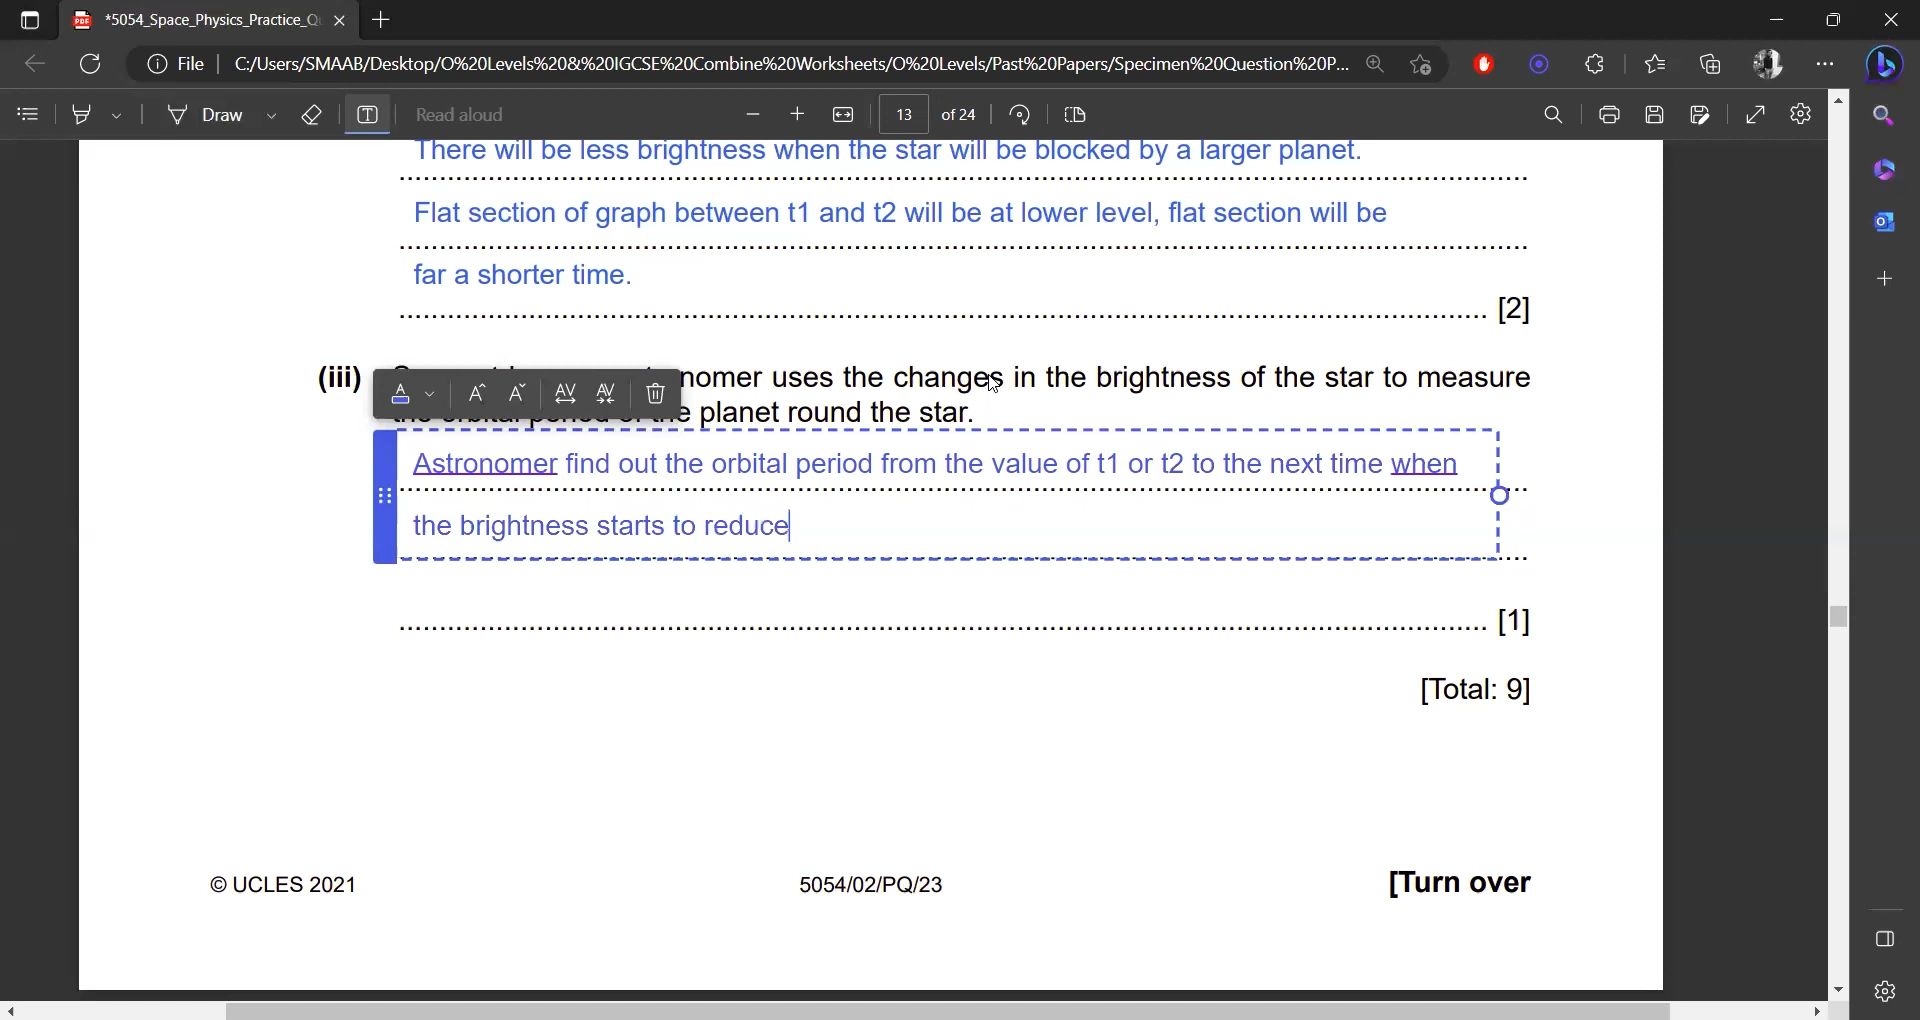 *5054_Space_Physics_Practice_Q
File
C:/Users/SMAAB/Desktop/O%20Levels%20&%20IGCSE%20Combine%20Worksheets/O%20Levels/Past%20Papers/Specimen%20Question%20P...
Draw
Read aloud
13 of 24
There will be less brightness when the star will be blocked by a larger planet.
Flat section of graph between t1 and t2 will be at lower level, flat section will be
far a shorter time.
[2]
(iii) nomer uses the changes in the brightness of the star to measure
planet round the star.
Astronomer find out the orbital period from the value of t1 or t2 to the next time when
the brightness starts to reduce
[1]
[Total: 9]
© UCLES 2021 5054/02/PQ/23 [Turn over